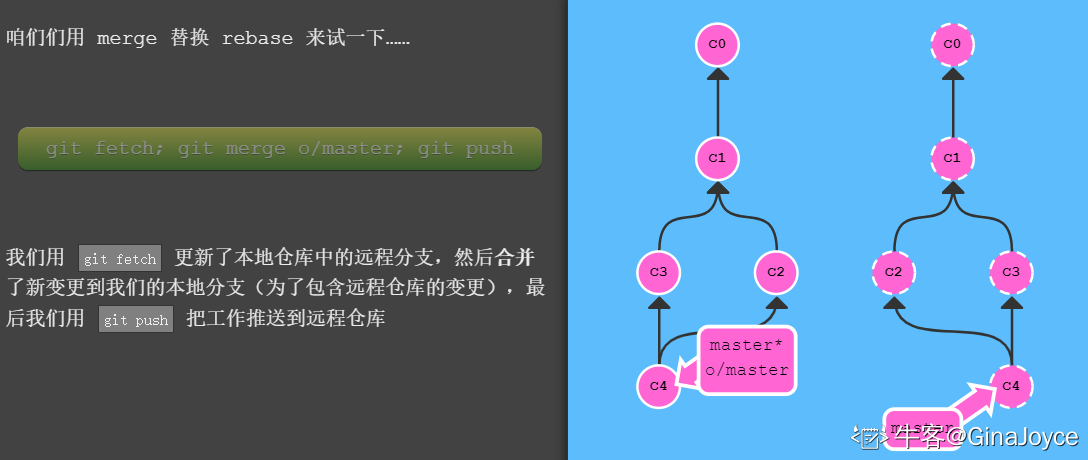 咱们们用 merge 替换 rebase 来试一下……
git fetch; git merge o/master; git push
我们用 git fetch 更新了本地仓库中的远程分支，然后合并
了新变更到我们的本地分支（为了包含远程仓库的变更），最
后我们用 git push 把工作推送到远程仓库
C0
C1
C3
C2
master*
o/master
C4
C0
C1
C2
C3
C4
master
牛客@GinaJoyce